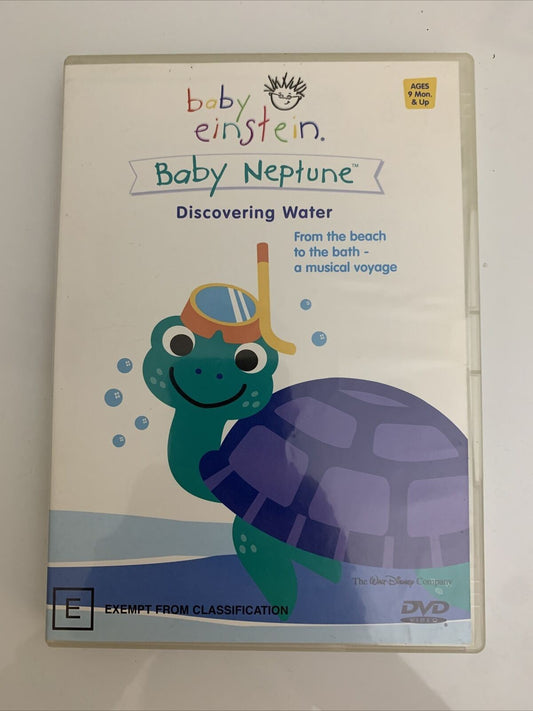 baby
einstein.
AGES
9 Mon.
& Up
Baby Neptune™
Discovering Water
From the beach
to the bath -
a musical voyage
The Walt Disney Company
E EXEMPT FROM CLASSIFICATION
DVD
VIDEO